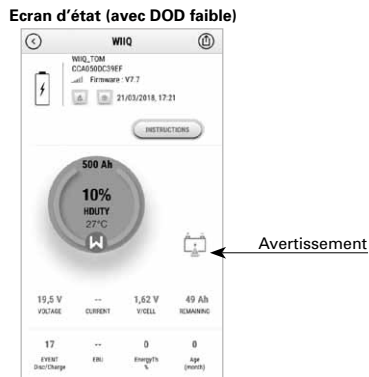 Ecran d’état (avec DOD faible)
WIIQ
WIIQ_TOM
CCA050DC39EF
Firmware : V7.7
21/03/2018, 17:21
INSTRUCTIONS
500 Ah
10%
HDUTY
27°C
Avertissement
19,5 V -- 1,62 V 49 Ah
VOLTAGE CURRENT V/CELL REMAINING
17 -- 0 0
EVENT EBU EnergyTh Age
Disc/Charge % (month)